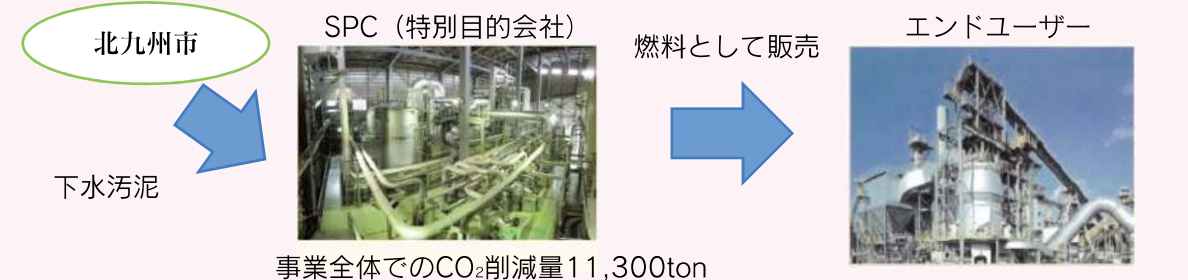 北九州市
下水汚泥
SPC（特別目的会社）
事業全体でのCO₂削減量11,300ton
燃料として販売
エンドユーザー